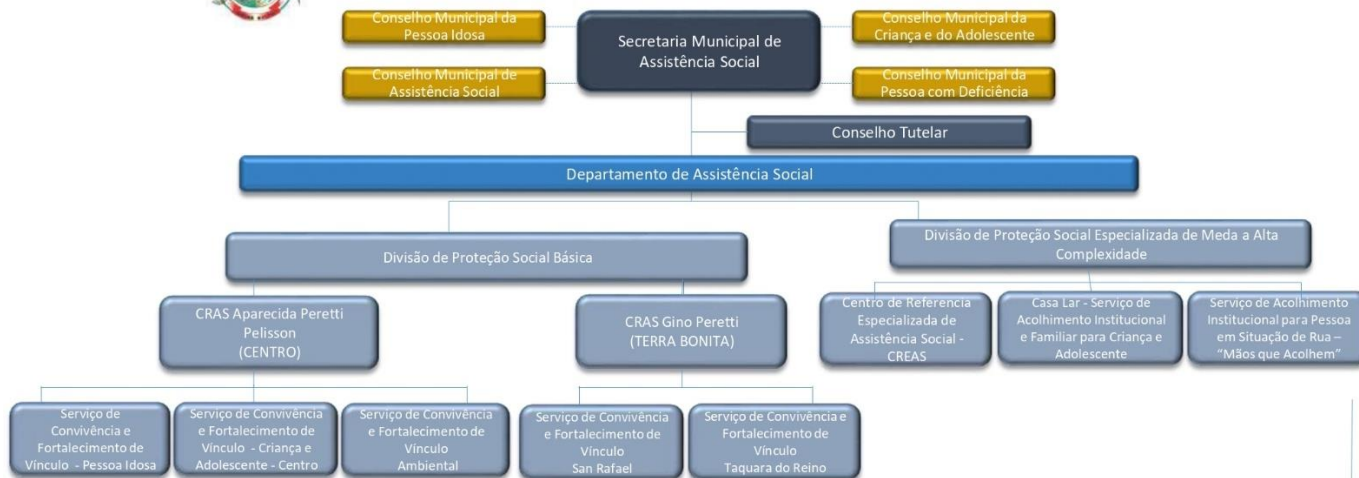 Conselho Municipal da
Pessoa Idosa
Secretaria Municipal de
Assistência Social
Conselho Municipal da
Criança e do Adolescente
Conselho Municipal de
Assistência Social
Conselho Municipal da
Pessoa com Deficiência
Conselho Tutelar
Departamento de Assistência Social
Divisão de Proteção Social Básica
Divisão de Proteção Social Especializada de Meda a Alta
Complexidade
CRAS Aparecida Peretti
Pelisson
(CENTRO)
CRAS Gino Peretti
(TERRA BONITA)
Centro de Referencia
Especializada de
Assistência Social -
CREAS
Casa Lar - Serviço de
Acolhimento Institucional
e Familiar para Criança e
Adolescente
Serviço de Acolhimento
Institucional para Pessoa
em Situação de Rua –
“Mãos que Acolhem”
Serviço de
Convivência e
Fortalecimento de
Vínculo - Pessoa Idosa
Serviço de Convivência
e Fortalecimento de
Vínculo - Criança e
Adolescente - Centro
Serviço de Convivência
e Fortalecimento de
Vínculo
Ambiental
Serviço de Convivência
e Fortalecimento de
Vínculo
San Rafael
Serviço de Convivência e
Fortalecimento de
Vínculo
Taquara do Reino